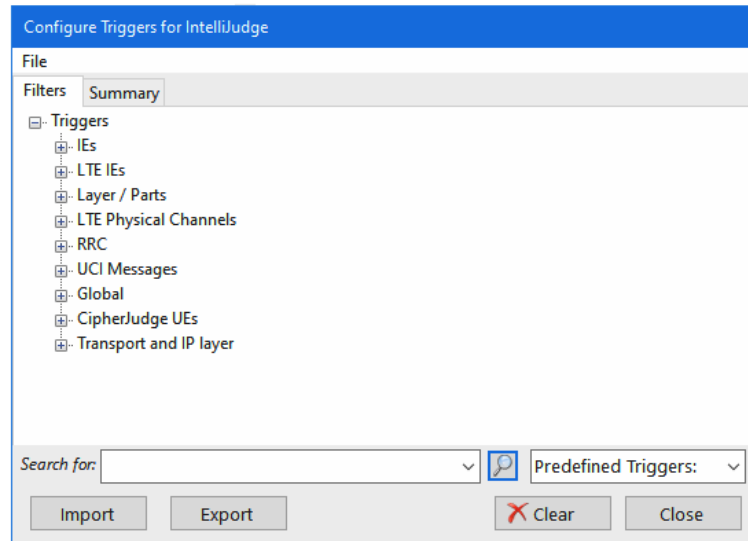 Configure Triggers for IntelliJudge
File
Filters Summary
Triggers
IEs
LTE IEs
Layer / Parts
LTE Physical Channels
RRC
UCI Messages
Global
CipherJudge UEs
Transport and IP layer
Search for: Predefined Triggers:
Import Export Clear Close